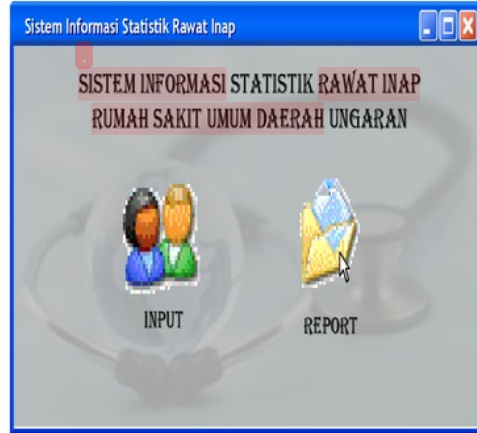 Sistem Informasi Statistik Rawat Inap
SISTEM INFORMASI STATISTIK RAWAT INAP
RUMAH SAKIT UMUM DAERAH UNGARAN
INPUT
REPORT